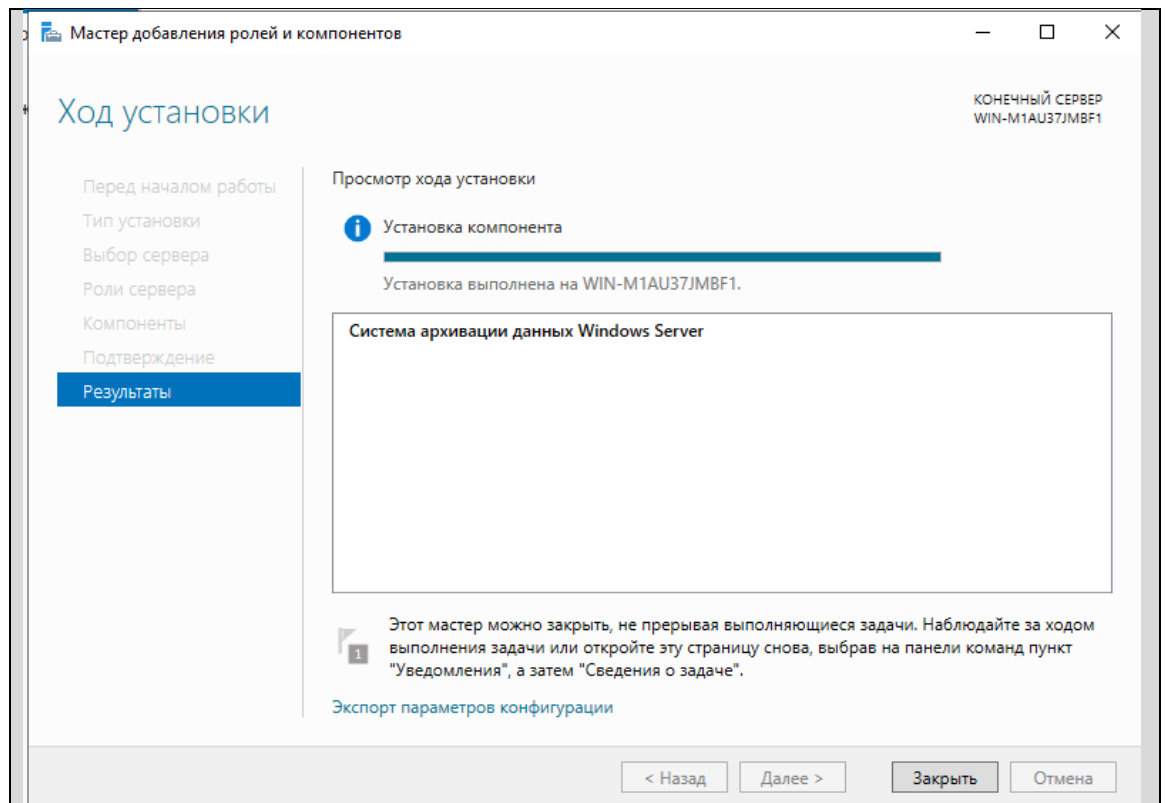 Мастер добавления ролей и компонентов
Ход установки
КОНЕЧНЫЙ СЕРВЕР
WIN-M1AU37JMBF1
Перед началом работы
Тип установки
Выбор сервера
Роли сервера
Компоненты
Подтверждение
Результаты
Просмотр хода установки
Установка компонента
Установка выполнена на WIN-M1AU37JMBF1.
Система архивации данных Windows Server
1
Этот мастер можно закрыть, не прерывая выполняющиеся задачи. Наблюдайте за ходом
выполнения задачи или откройте эту страницу снова, выбрав на панели команд пункт
"Уведомления", а затем "Сведения о задаче".
Экспорт параметров конфигурации
< Назад
Далее >
Закрыть
Отмена